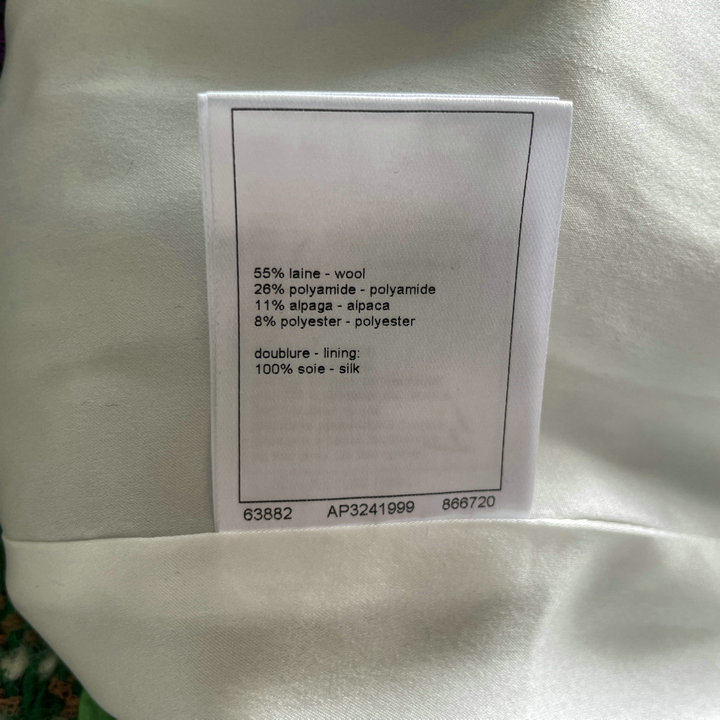 55% laine - wool
26% polyamide - polyamide
11% alpaga - alpaca
8% polyester - polyester
doublure - lining:
100% soie - silk
63882 AP3241999 866720